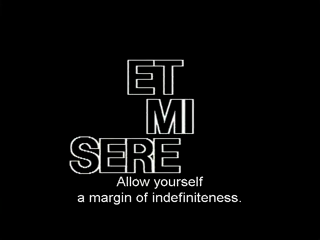 ET
MI
SERE
Allow yourself
a margin of indefiniteness.